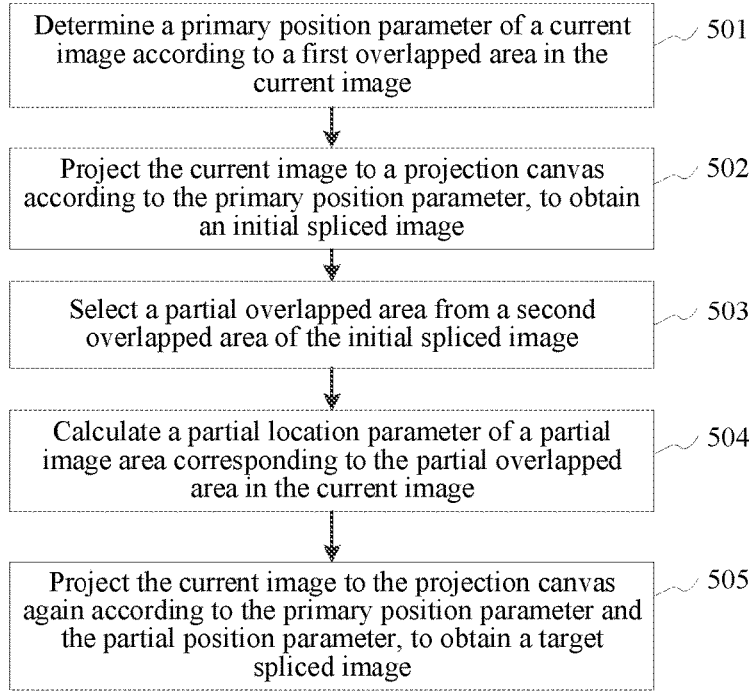 Determine a primary position parameter of a current
image according to a first overlapped area in the
current image
501
Project the current image to a projection canvas
according to the primary position parameter, to obtain
an initial spliced image
502
Select a partial overlapped area from a second
overlapped area of the initial spliced image
503
Calculate a partial location parameter of a partial
image area corresponding to the partial overlapped
area in the current image
504
Project the current image to the projection canvas
again according to the primary position parameter and
the partial position parameter, to obtain a target
spliced image
505